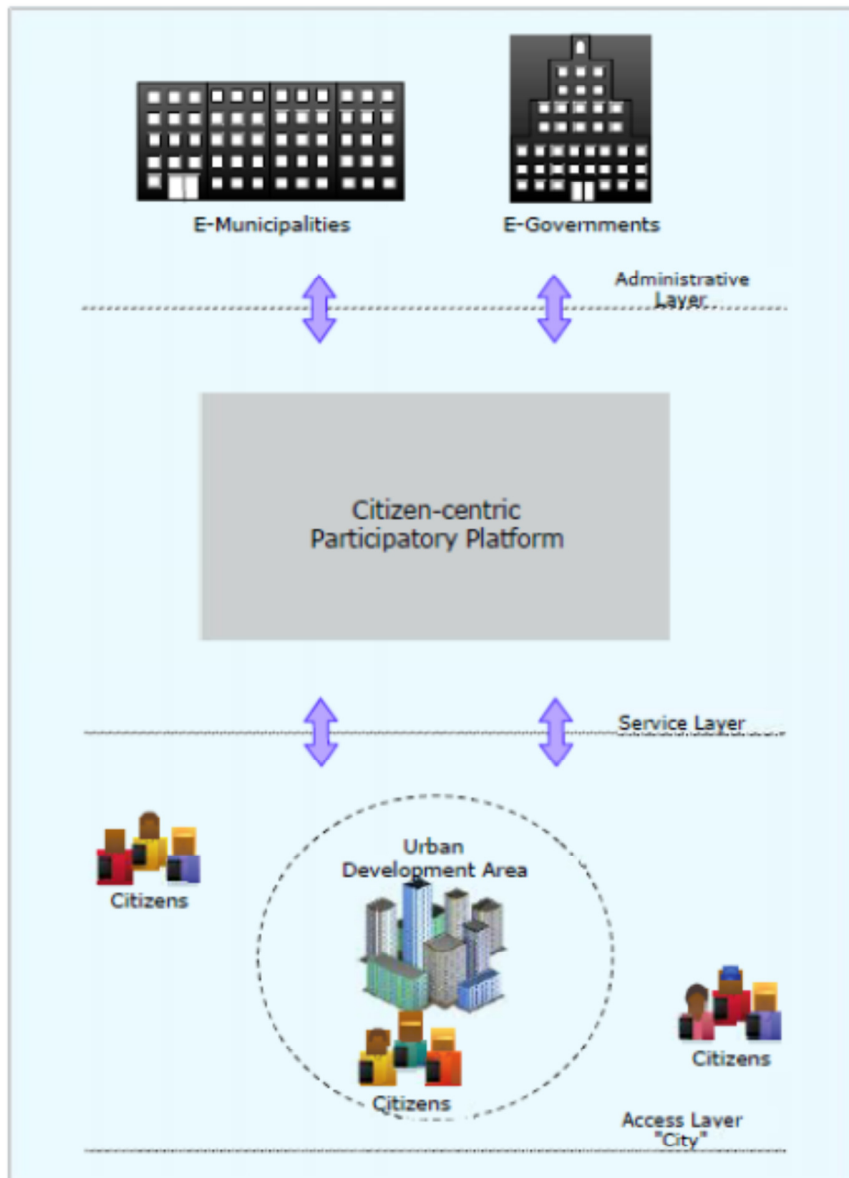 E-Municipalities
E-Governments
Administrative
Layer
Citizen-centric
Participatory Platform
Service Layer
Urban
Development Area
Citizens
Citizens
Citizens
Access Layer
"City"